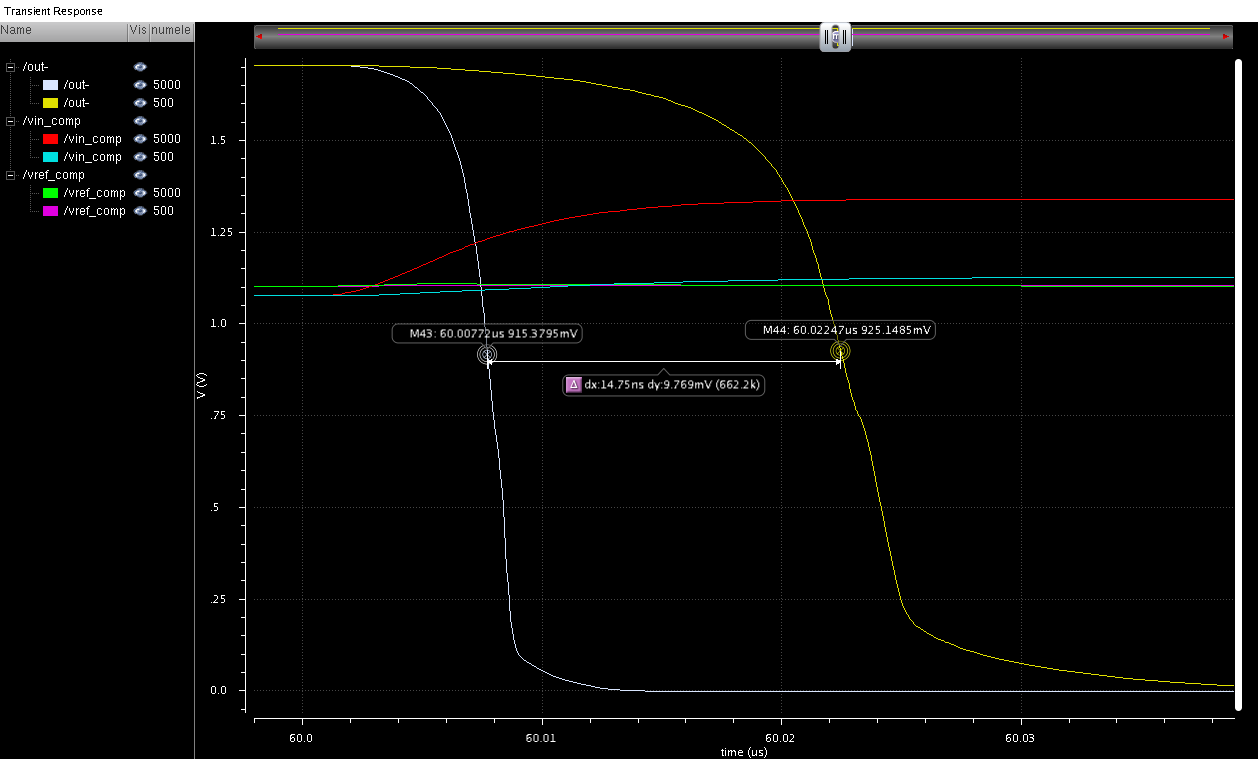 Transient Response
Name Vis numele
/out-
/out- 5000
/out- 500
/vin_comp
/vin_comp 5000
/vin_comp 500
/vref_comp
/vref_comp 5000
/vref_comp 500
V (V)
1.5
1.25
1.0
.75
.5
.25
0.0
M43: 60.00772us 915.3795mV
M44: 60.02247us 925.1485mV
Δ dx:14.75ns dy:9.769mV (662.2k)
60.0 60.01 60.02 60.03
time (us)